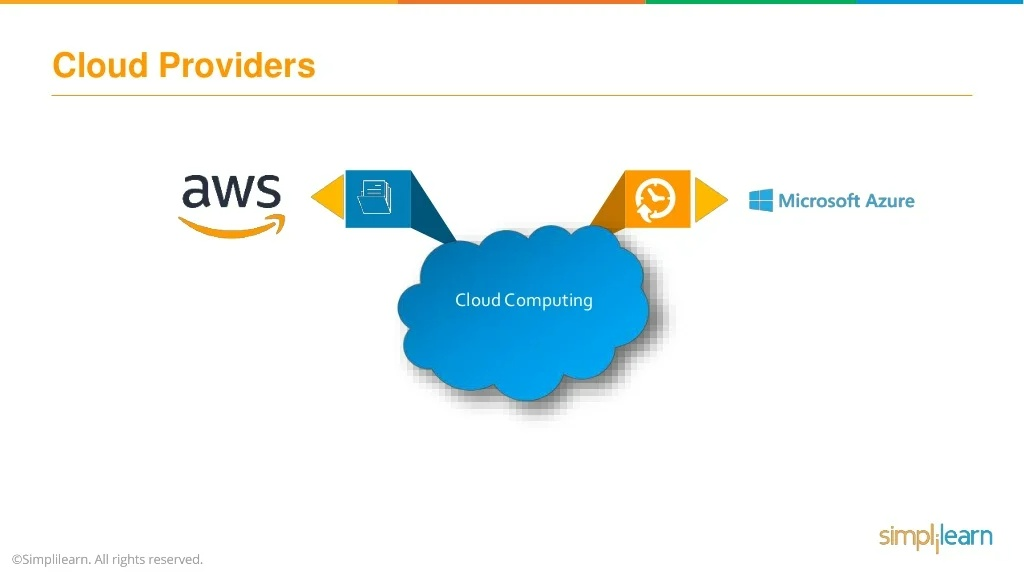 Cloud Providers
aws
Microsoft Azure
Cloud Computing
simplilearn
©Simplilearn. All rights reserved.